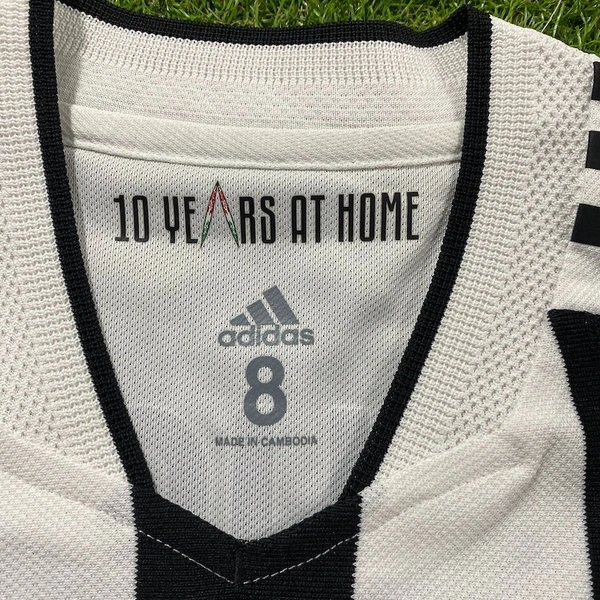 10 YEARS AT HOME
adidas
8
MADE IN CAMBODIA